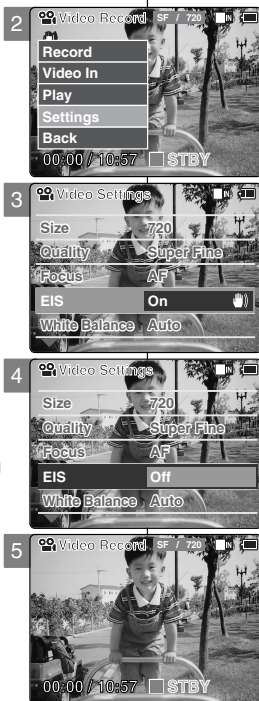 2
Video Record SF / 720 IN
Record
Video In
Play
Settings
Back
00:00 / 10:57 STBY
3
Video Settings IN
Size 720
Quality Super Fine
Focus AF
EIS On
White Balance Auto
4
Video Settings IN
Size 720
Quality Super Fine
Focus AF
EIS Off
White Balance Auto
5
Video Record SF / 720 IN
00:00 / 10:57 STBY